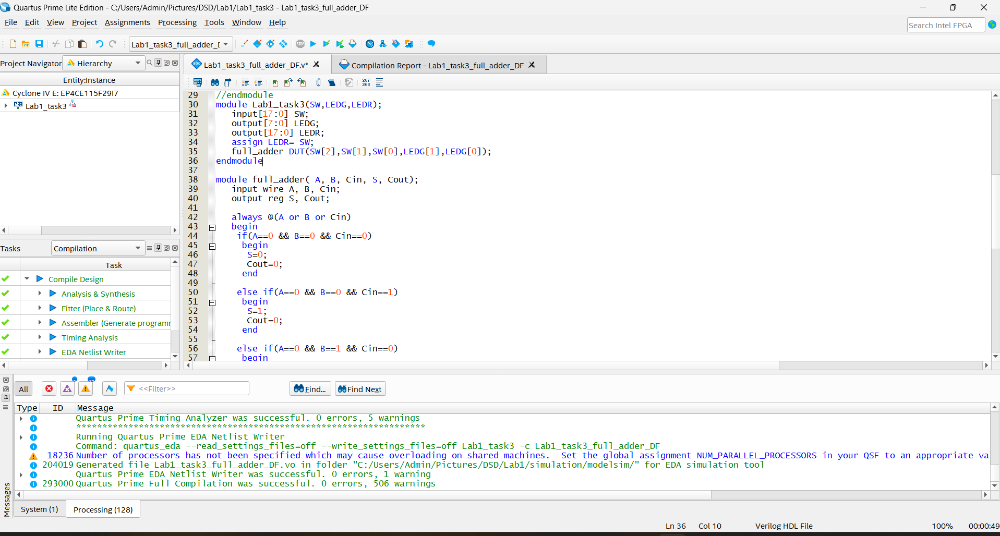 Quartus Prime Lite Edition - C:/Users/Admin/Pictures/DSD/Lab1/Lab1_task3 - Lab1_task3_full_adder_DF
File Edit View Project Assignments Processing Tools Window Help
Search Intel FPGA
Lab1_task3_full_adder_[
Project Navigator Hierarchy
Entity:Instance
Cyclone IV E: EP4CE115F29I7
Lab1_task3
Tasks Compilation
Task
Compile Design
Analysis & Synthesis
Fitter (Place & Route)
Assembler (Generate program
Timing Analysis
EDA Netlist Writer
Lab1_task3_full_adder_DF.v*
Compilation Report - Lab1_task3_full_adder_DF
267
268
29 //endmodule
30 module Lab1_task3(SW,LEDG,LEDR);
31 input[17:0] SW;
32 output[7:0] LEDG;
33 output[17:0] LEDR;
34 assign LEDR= SW;
35 full_adder DUT(SW[2],SW[1],SW[0],LEDG[1],LEDG[0]);
36 endmodule
37
38 module full_adder( A, B, Cin, S, Cout);
39 input wire A, B, Cin;
40 output reg S, Cout;
41
42 always @(A or B or Cin)
43 begin
44 if(A==0 && B==0 && Cin==0)
45 begin
46 S=0;
47 Cout=0;
48 end
49
50 else if(A==0 && B==0 && Cin==1)
51 begin
52 S=1;
53 Cout=0;
54 end
55
56 else if(A==0 && B==1 && Cin==0)
57 begin
All <<Filter>> Find... Find Next
Type ID Message
Quartus Prime Timing Analyzer was successful. 0 errors, 5 warnings
*******************************************************************
Running Quartus Prime EDA Netlist Writer
Command: quartus_eda --read_settings_files=off --write_settings_files=off Lab1_task3 -c Lab1_task3_full_adder_DF
18236 Number of processors has not been specified which may cause overloading on shared machines. Set the global assignment NUM_PARALLEL_PROCESSORS in your QSF to an appropriate va
204019 Generated file Lab1_task3_full_adder_DF.vo in folder "C:/Users/Admin/Pictures/DSD/Lab1/simulation/modelsim/" for EDA simulation tool
Quartus Prime EDA Netlist Writer was successful. 0 errors, 1 warning
293000 Quartus Prime Full Compilation was successful. 0 errors, 506 warnings
Messages
System (1) Processing (128)
Ln 36 Col 10 Verilog HDL File 100% 00:00:49